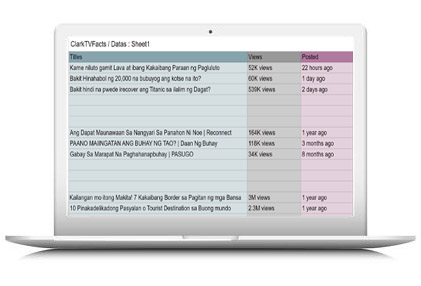 ClarkTVFacts / Datas : Sheet1
Titles Views Posted
Karne niluto gamit Lava at ibang Kakaibang Paraan ng Pagluluto 52K views 22 hours ago
Bakit Hinahabol ng 20,000 na bubuyog ang kotse na ito? 60K views 1 day ago
Bakit hindi na pwede irecover ang Titanic sa ilalim ng Dagat? 539K views 2 days ago
Ang Dapat Maunawaan Sa Nangyari Sa Panahon Ni Noe | Reconnect 164K views 1 year ago
PAANO MAIINGATAN ANG BUHAY NG TAO? | Daan Ng Buhay 118K views 3 months ago
Gabay Sa Marapat Na Paghahanapbuhay | PASUGO 34K views 8 months ago
Kailangan mo itong Makita! 7 Kakaibang Border sa Pagitan ng mga Bansa 3M views 1 year ago
10 Pinakadelikadong Pasyalan o Tourist Destination sa Buong mundo 2.3M views 1 year ago